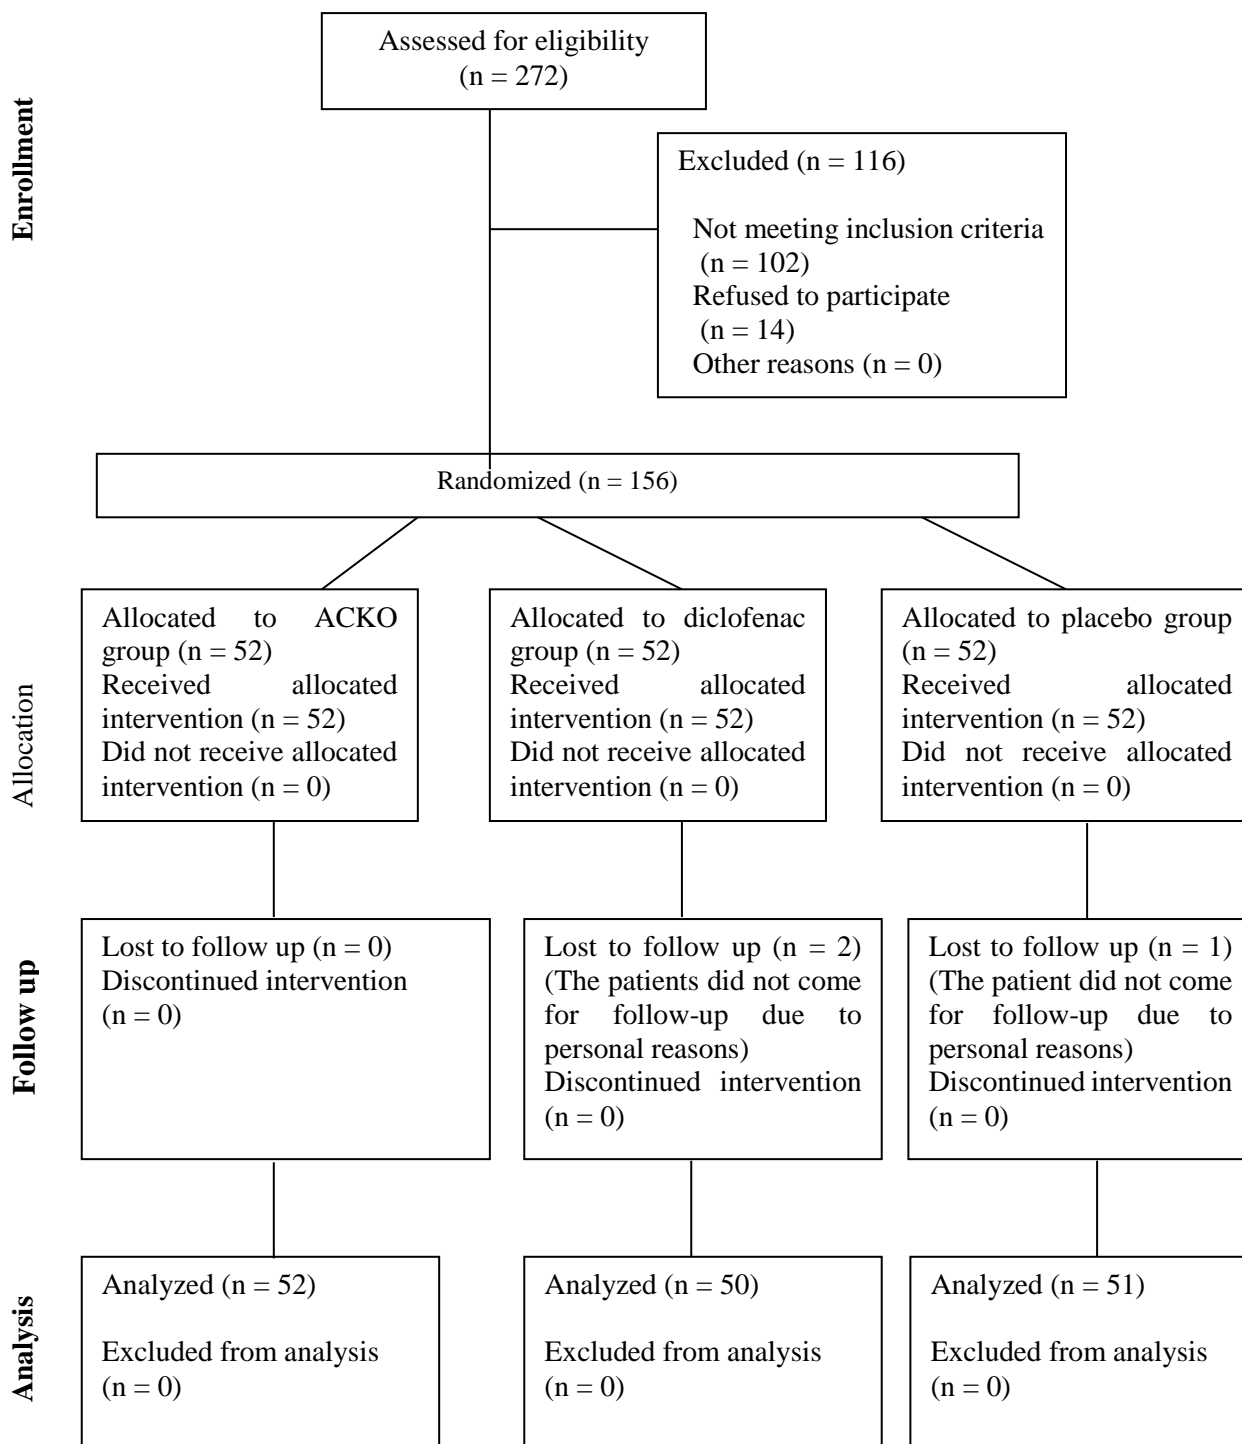 Assessed for eligibility
(n = 272)
Enrollment
Excluded (n = 116)
Not meeting inclusion criteria
(n = 102)
Refused to participate
(n = 14)
Other reasons (n = 0)
Randomized (n = 156)
Allocation
Allocated to ACKO
group (n = 52)
Received allocated
intervention (n = 52)
Did not receive allocated
intervention (n = 0)
Allocated to diclofenac
group (n = 52)
Received allocated
intervention (n = 52)
Did not receive allocated
intervention (n = 0)
Allocated to placebo group
(n = 52)
Received allocated
intervention (n = 52)
Did not receive allocated
intervention (n = 0)
Follow up
Lost to follow up (n = 0)
Discontinued intervention
(n = 0)
Lost to follow up (n = 2)
(The patients did not come
for follow-up due to
personal reasons)
Discontinued intervention
(n = 0)
Lost to follow up (n = 1)
(The patient did not come
for follow-up due to
personal reasons)
Discontinued intervention
(n = 0)
Analysis
Analyzed (n = 52)
Excluded from analysis
(n = 0)
Analyzed (n = 50)
Excluded from analysis
(n = 0)
Analyzed (n = 51)
Excluded from analysis
(n = 0)